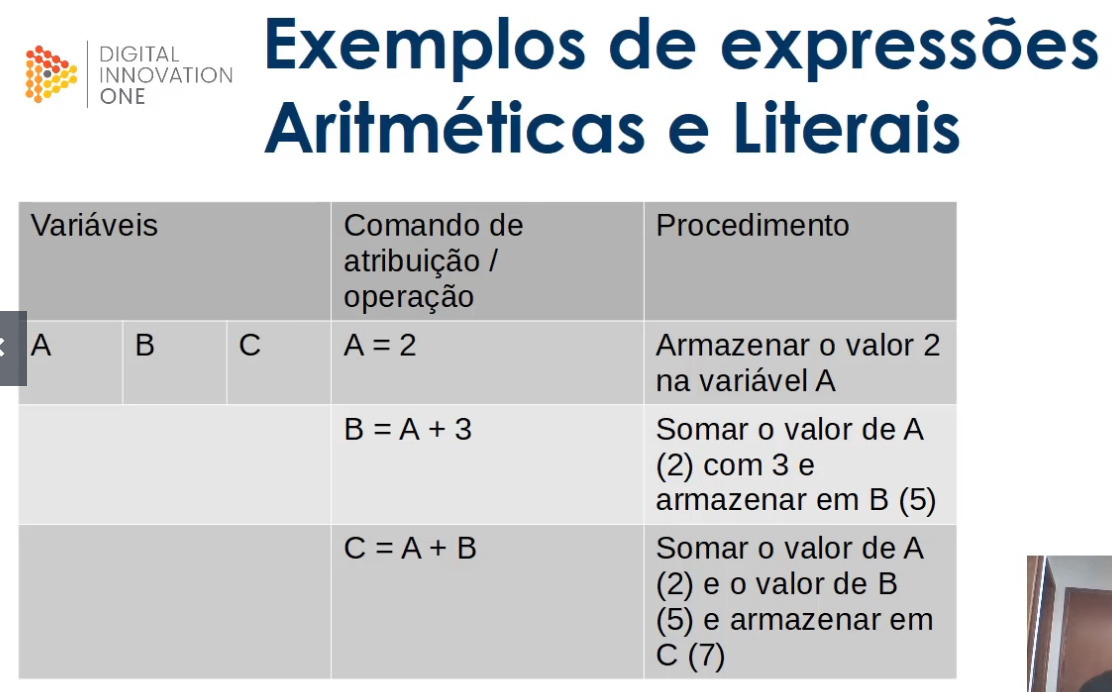 DIGITAL
INNOVATION
ONE
Exemplos de expressões
Aritméticas e Literais
Variáveis
Comando de
atribuição /
operação
Procedimento
A
B
C
A = 2
Armazenar o valor 2
na variável A
B = A + 3
Somar o valor de A
(2) com 3 e
armazenar em B (5)
C = A + B
Somar o valor de A
(2) e o valor de B
(5) e armazenar em
C (7)